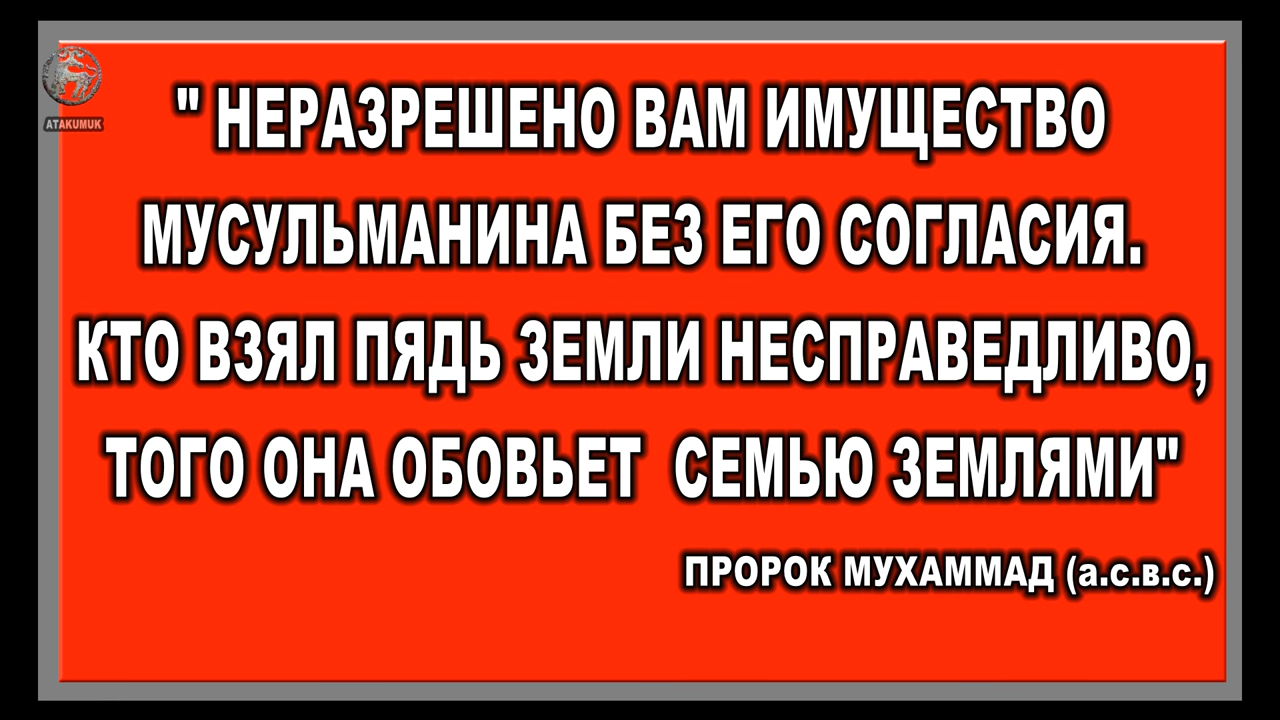 ATAKUMUK
" НЕРАЗРЕШЕНО ВАМ ИМУЩЕСТВО
МУСУЛЬМАНИНА БЕЗ ЕГО СОГЛАСИЯ.
КТО ВЗЯЛ ПЯДЬ ЗЕМЛИ НЕСПРАВЕДЛИВО,
ТОГО ОНА ОБОВЬЕТ СЕМЬЮ ЗЕМЛЯМИ"
ПРОРОК МУХАММАД (а.с.в.с.)